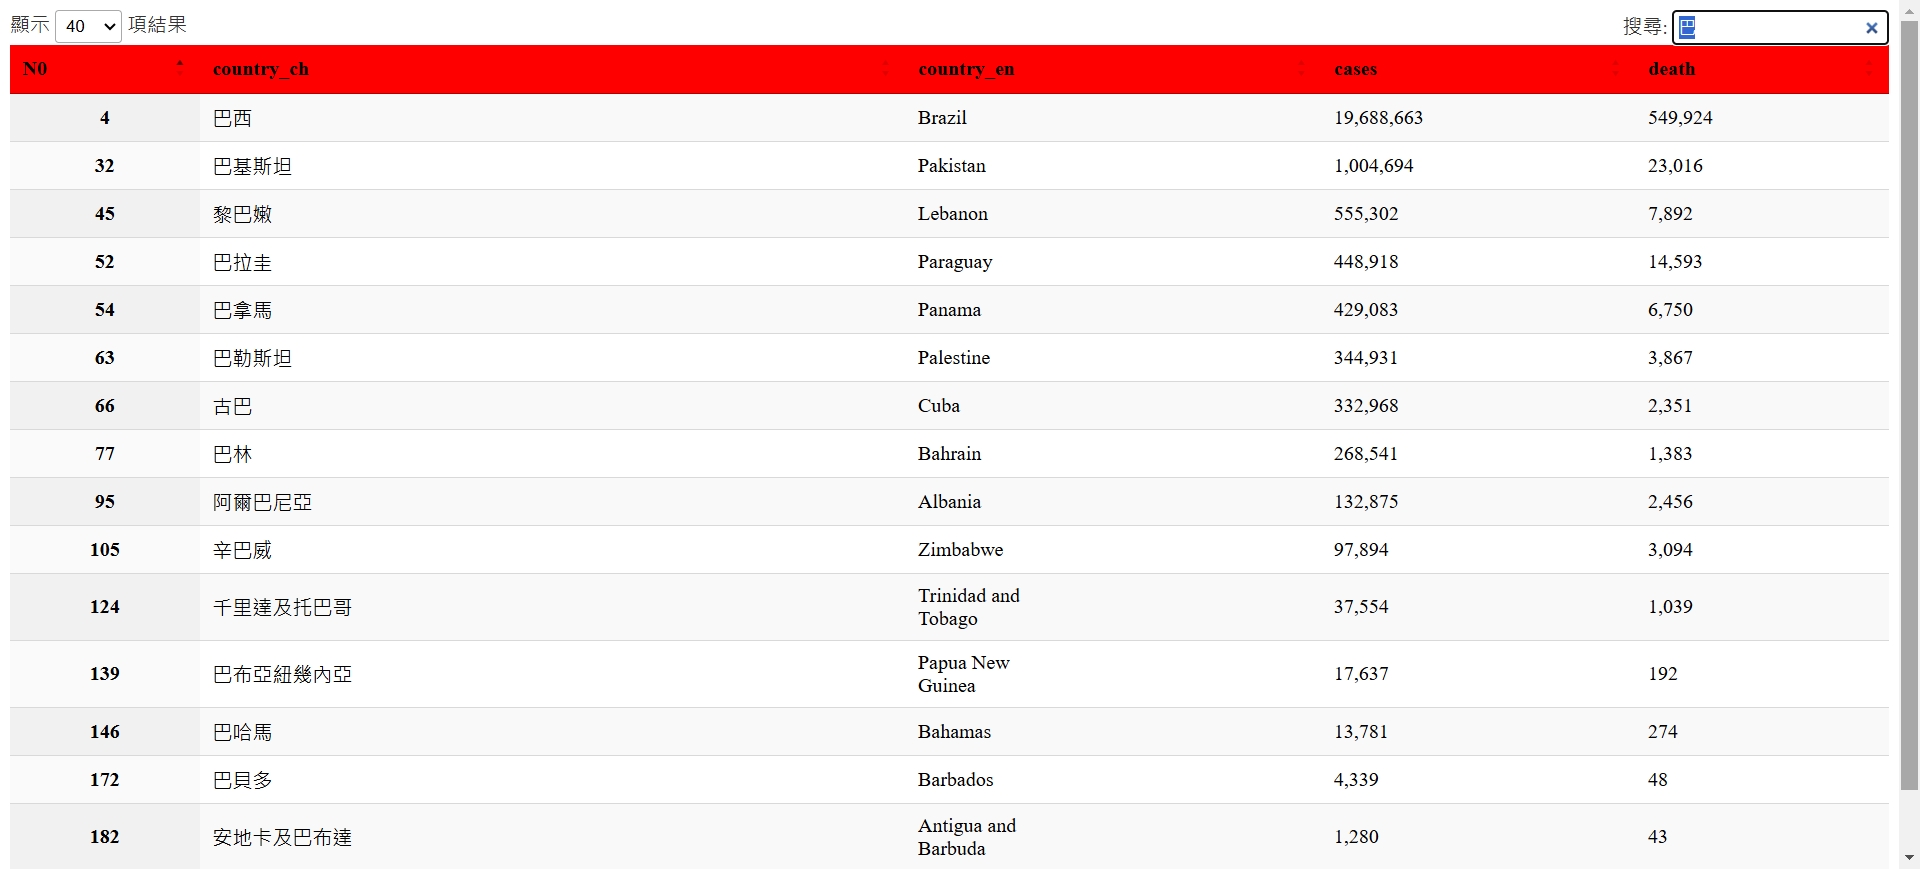 顯示 40 項結果 搜尋: 巴
N0 country_ch country_en cases death
4 巴西 Brazil 19,688,663 549,924
32 巴基斯坦 Pakistan 1,004,694 23,016
45 黎巴嫩 Lebanon 555,302 7,892
52 巴拉圭 Paraguay 448,918 14,593
54 巴拿馬 Panama 429,083 6,750
63 巴勒斯坦 Palestine 344,931 3,867
66 古巴 Cuba 332,968 2,351
77 巴林 Bahrain 268,541 1,383
95 阿爾巴尼亞 Albania 132,875 2,456
105 辛巴威 Zimbabwe 97,894 3,094
124 千里達及托巴哥 Trinidad and
Tobago 37,554 1,039
139 巴布亞紐幾內亞 Papua New
Guinea 17,637 192
146 巴哈馬 Bahamas 13,781 274
172 巴貝多 Barbados 4,339 48
182 安地卡及巴布達 Antigua and
Barbuda 1,280 43